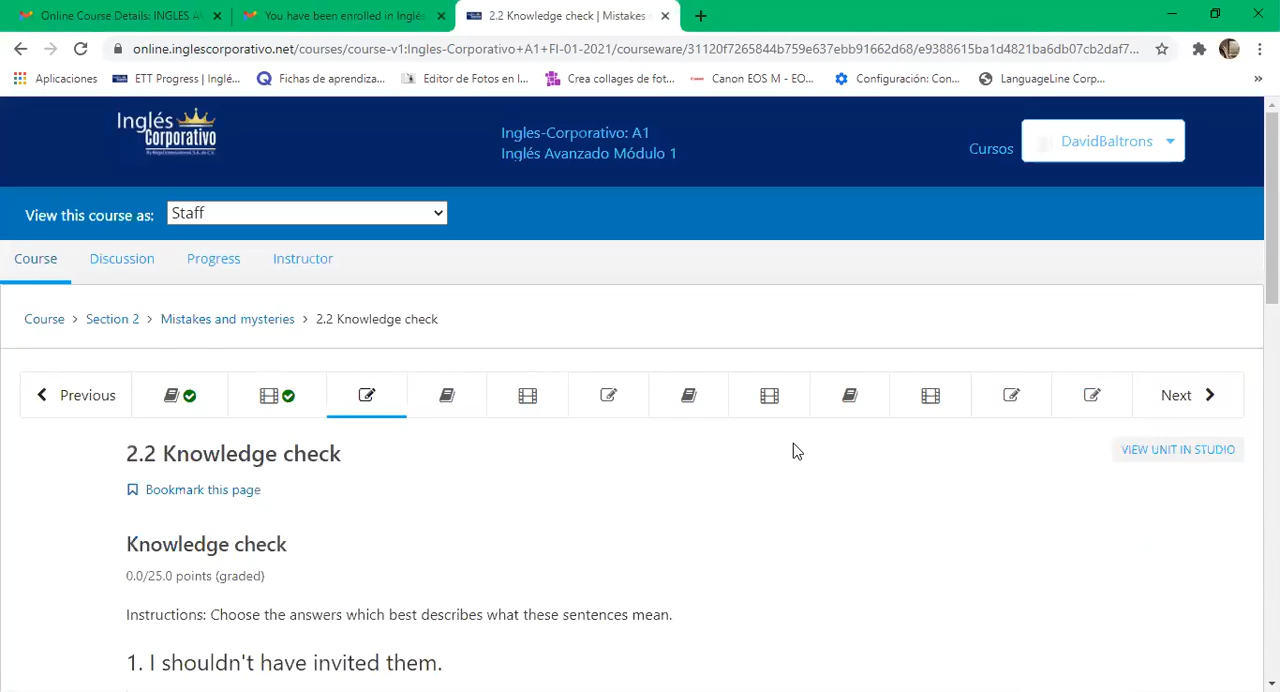 Online Course Details: INGLES AV
You have been enrolled in Inglés
2.2 Knowledge check | Mistakes
online.inglescorporativo.net/courses/course-v1:Ingles-Corporativo+A1+FI-01-2021/courseware/31120f7265844b759e637ebb91662d68/e9388615ba1d4821ba6db07cb2daf7...
Aplicaciones
ETT Progress | Inglé...
Fichas de aprendiza...
Editor de Fotos en l...
Crea collages de fot...
Canon EOS M - EO...
Configuración: Con...
LanguageLine Corp...
»
Inglés
Corporativo
Ingles-Corporativo: A1
Inglés Avanzado Módulo 1
Cursos
DavidBaltrons
View this course as:
Staff
Course
Discussion
Progress
Instructor
Course > Section 2 > Mistakes and mysteries > 2.2 Knowledge check
Previous
Next
2.2 Knowledge check
VIEW UNIT IN STUDIO
Bookmark this page
Knowledge check
0.0/25.0 points (graded)
Instructions: Choose the answers which best describes what these sentences mean.
1. I shouldn't have invited them.